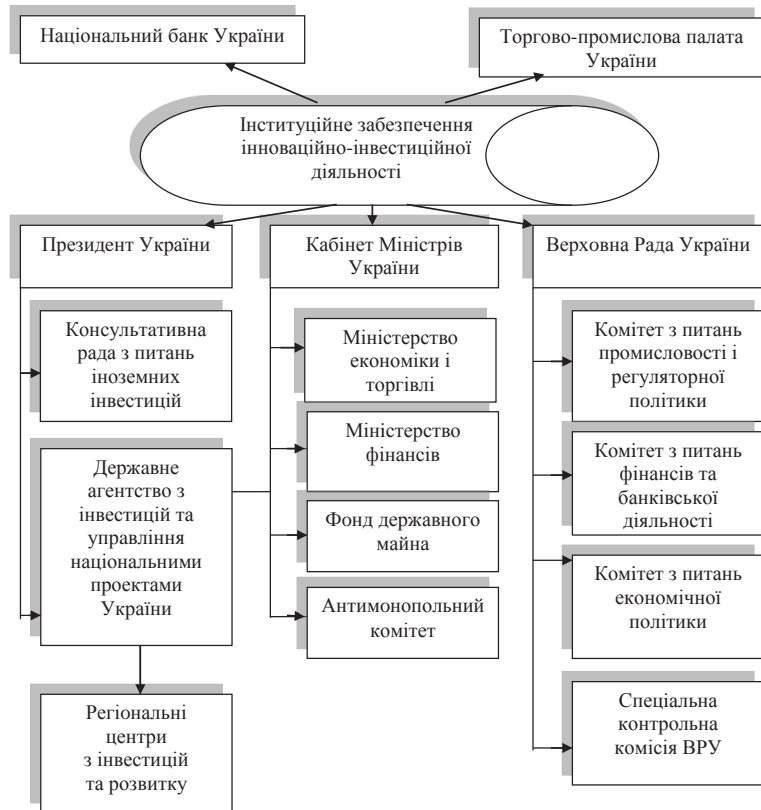 Національний банк України
Торгово-промислова палата
України
Інституційне забезпечення
інноваційно-інвестиційної
діяльності
Президент України
Кабінет Міністрів
України
Верховна Рада України
Консультативна
рада з питань
іноземних
інвестицій
Державне
агентство з
інвестицій та
управління
національними
проектами
України
Регіональні
центри
з інвестицій
та розвитку
Міністерство
економіки і
торгівлі
Міністерство
фінансів
Фонд державного
майна
Антимонопольний
комітет
Комітет з питань
промисловості і
регуляторної
політики
Комітет з питань
фінансів та
банківської
діяльності
Комітет з питань
економічної
політики
Спеціальна
контрольна
комісія ВРУ